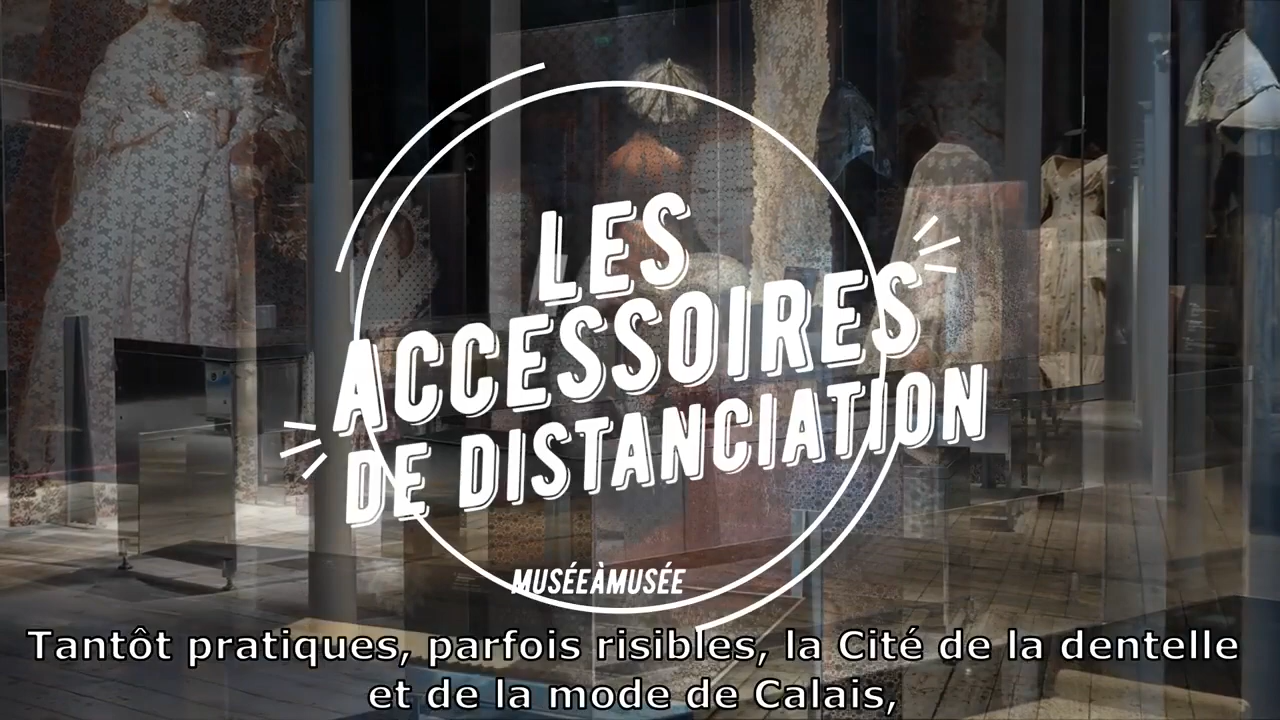 LES
ACCESSOIRES
DE DISTANCIATION
MUSÉEÀMUSÉE
Tantôt pratiques, parfois risibles, la Cité de la dentelle
et de la mode de Calais,